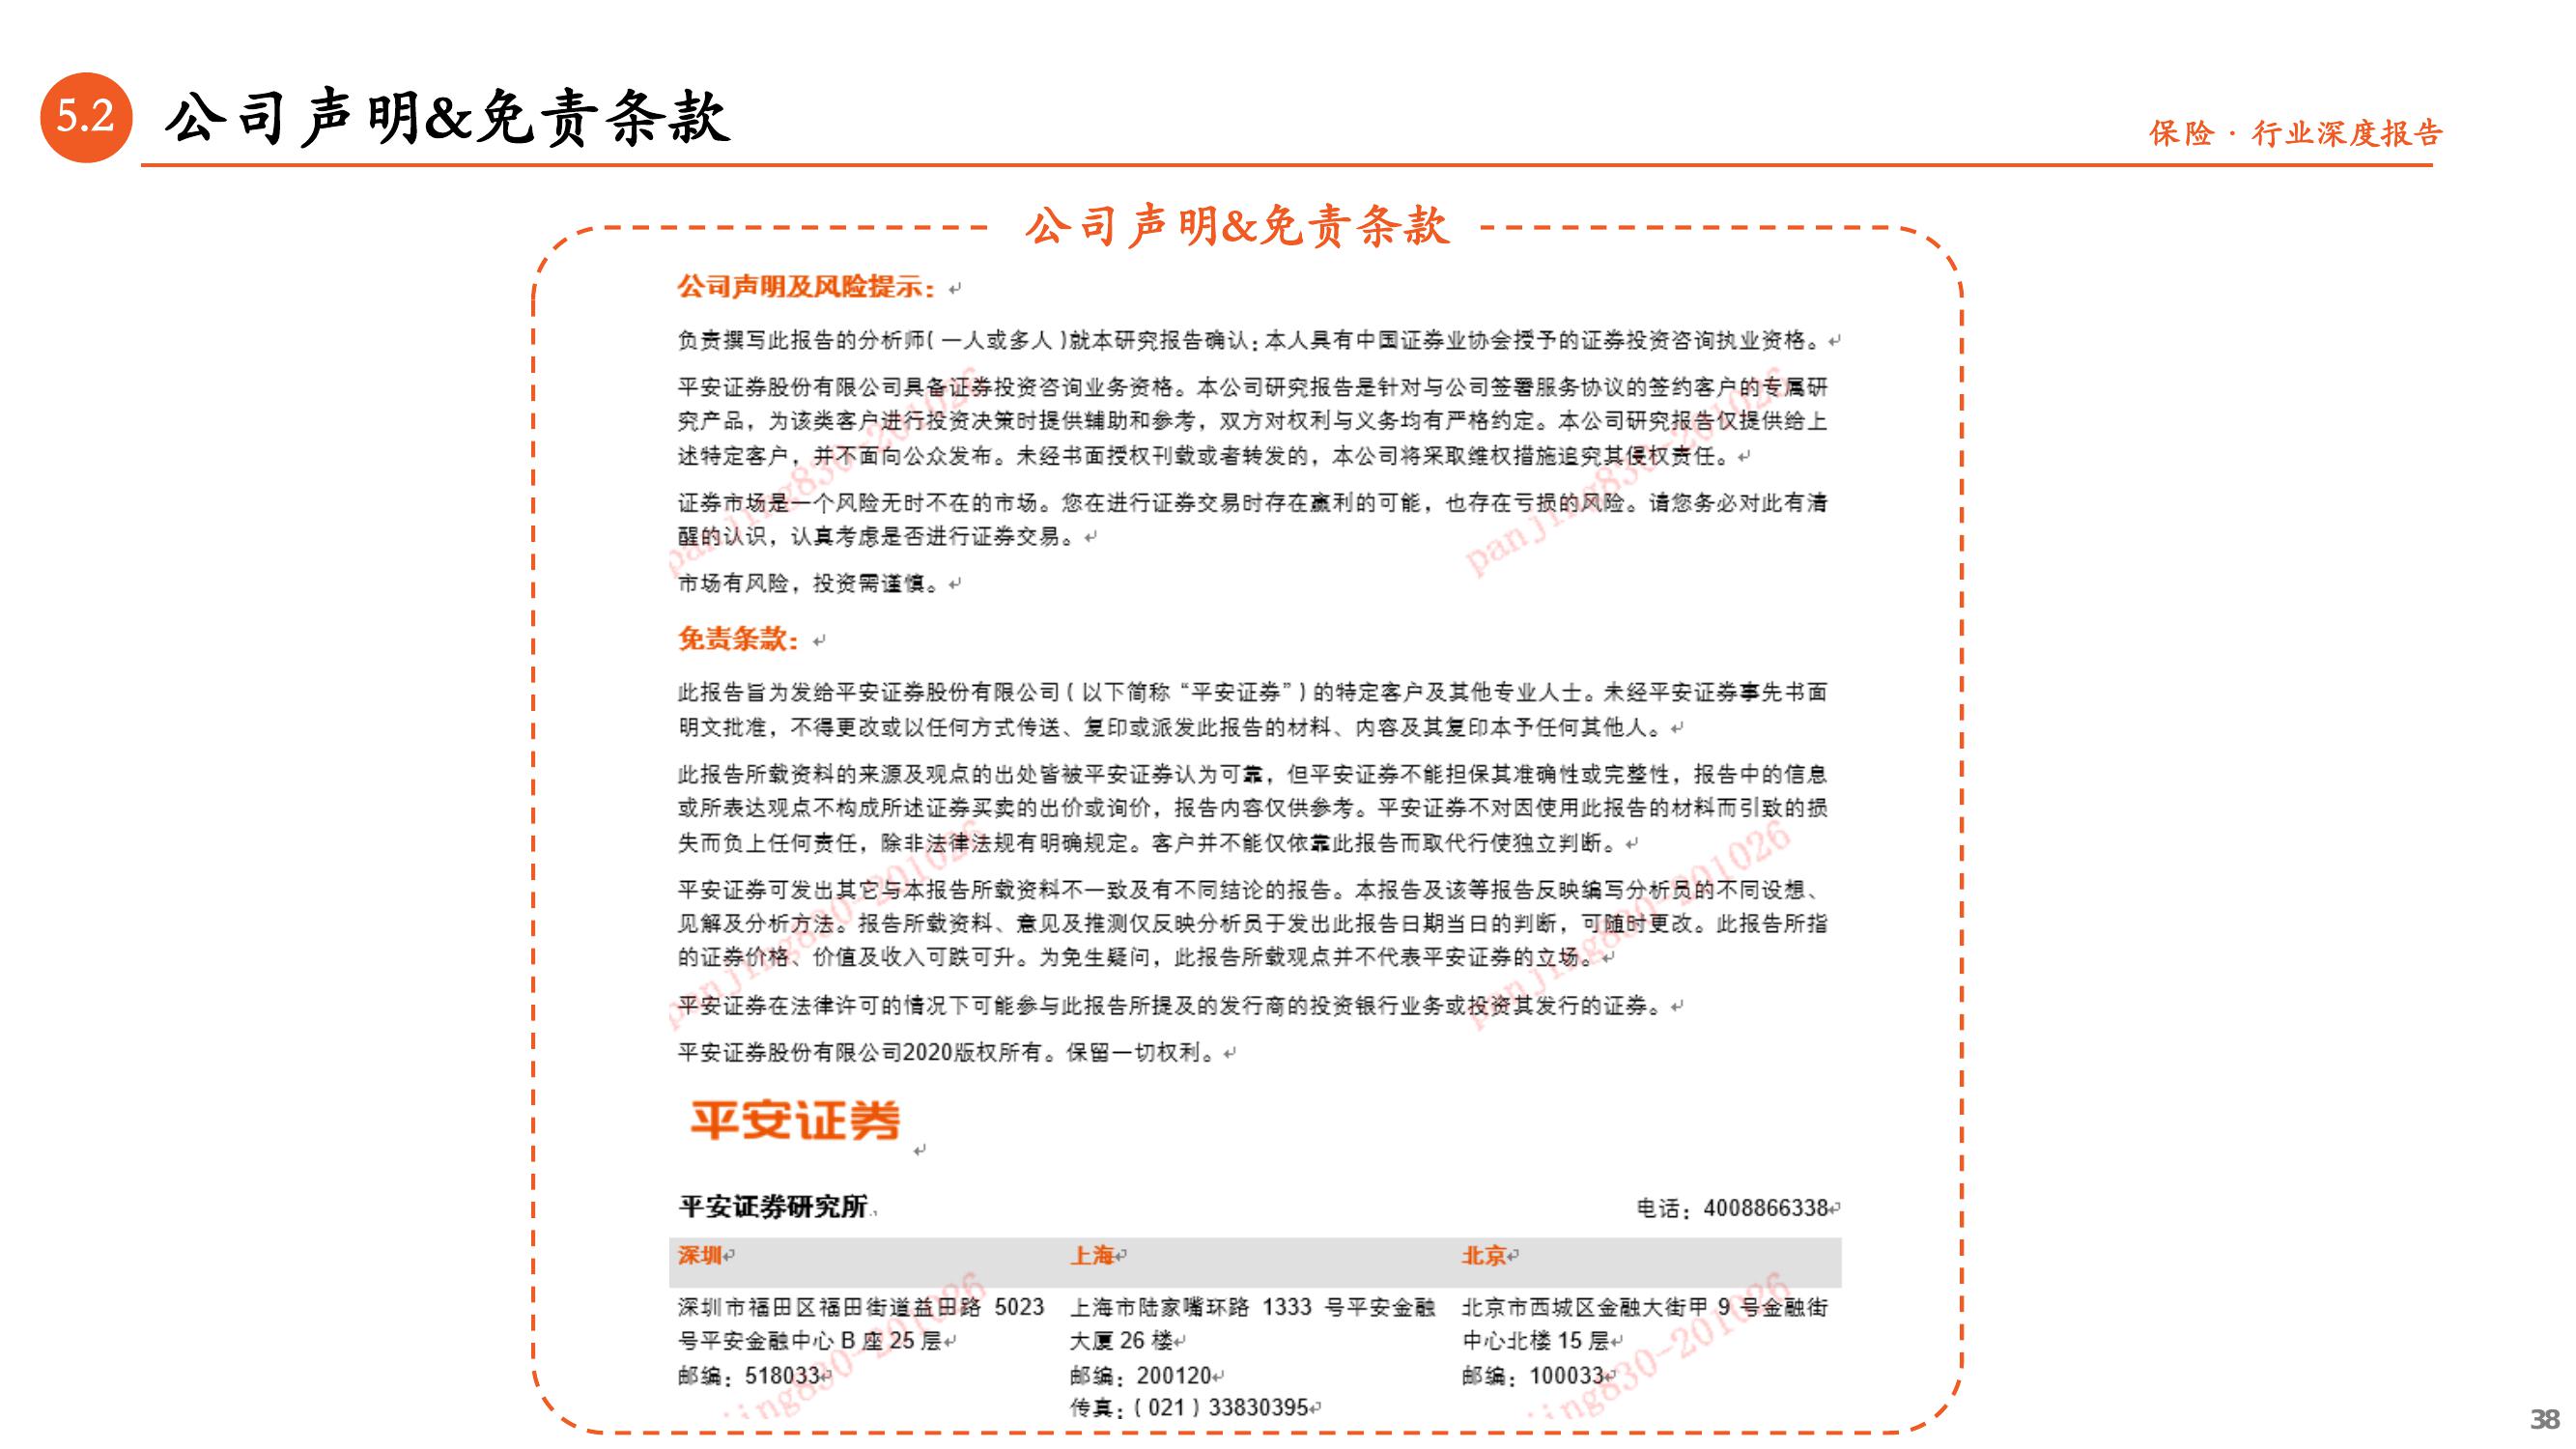 5.2 公司声明&免责条款
保险 · 行业深度报告
公司声明&免责条款
公司声明及风险提示：
负责撰写此报告的分析师(一人或多人)就本研究报告确认：本人具有中国证券业协会授予的证券投资咨询执业资格。
平安证券股份有限公司具备证券投资咨询业务资格。本公司研究报告是针对与公司签署服务协议的签约客户的专属研
究产品，为该类客户进行投资决策时提供辅助和参考，双方对权利与义务均有严格约定。本公司研究报告仅提供给上
述特定客户，并不面向公众发布。未经书面授权刊载或者转发的，本公司将采取维权措施追究其侵权责任。
证券市场是一个风险无时不在的市场。您在进行证券交易时存在赢利的可能，也存在亏损的风险。请您务必对此有清
醒的认识，认真考虑是否进行证券交易。
市场有风险，投资需谨慎。
免责条款：
此报告旨为发给平安证券股份有限公司(以下简称“平安证券”)的特定客户及其他专业人士。未经平安证券事先书面
明文批准，不得更改或以任何方式传送、复印或派发此报告的材料、内容及其复印本予任何其他人。
此报告所载资料的来源及观点的出处皆被平安证券认为可靠，但平安证券不能担保其准确性或完整性，报告中的信息
或所表达观点不构成所述证券买卖的出价或询价，报告内容仅供参考。平安证券不对因使用此报告的材料而引致的损
失而负上任何责任，除非法律法规有明确规定。客户并不能仅依靠此报告而取代行使独立判断。
平安证券可发出其它与本报告所载资料不一致及有不同结论的报告。本报告及该等报告反映编写分析员的不同设想、
见解及分析方法。报告所载资料、意见及推测仅反映分析员于发出此报告日期当日的判断，可随时更改。此报告所指
的证券价格、价值及收入可跌可升。为免生疑问，此报告所载观点并不代表平安证券的立场。
平安证券在法律许可的情况下可能参与此报告所提及的发行商的投资银行业务或投资其发行的证券。
平安证券股份有限公司2020版权所有。保留一切权利。
平安证券
平安证券研究所 电话：4008866338
深圳 上海 北京
深圳市福田区福田街道益田路 5023 上海市陆家嘴环路 1333 号平安金融 北京市西城区金融大街甲 9 号金融街
号平安金融中心 B 座 25 层 大厦 26 楼 中心北楼 15 层
邮编：518033 邮编：200120 邮编：100033
传真：(021) 33830395
panjing830-201026
panjing830-201026
panjing830-201026
panjing830-201026
jing830-201026
jing830-201026
38